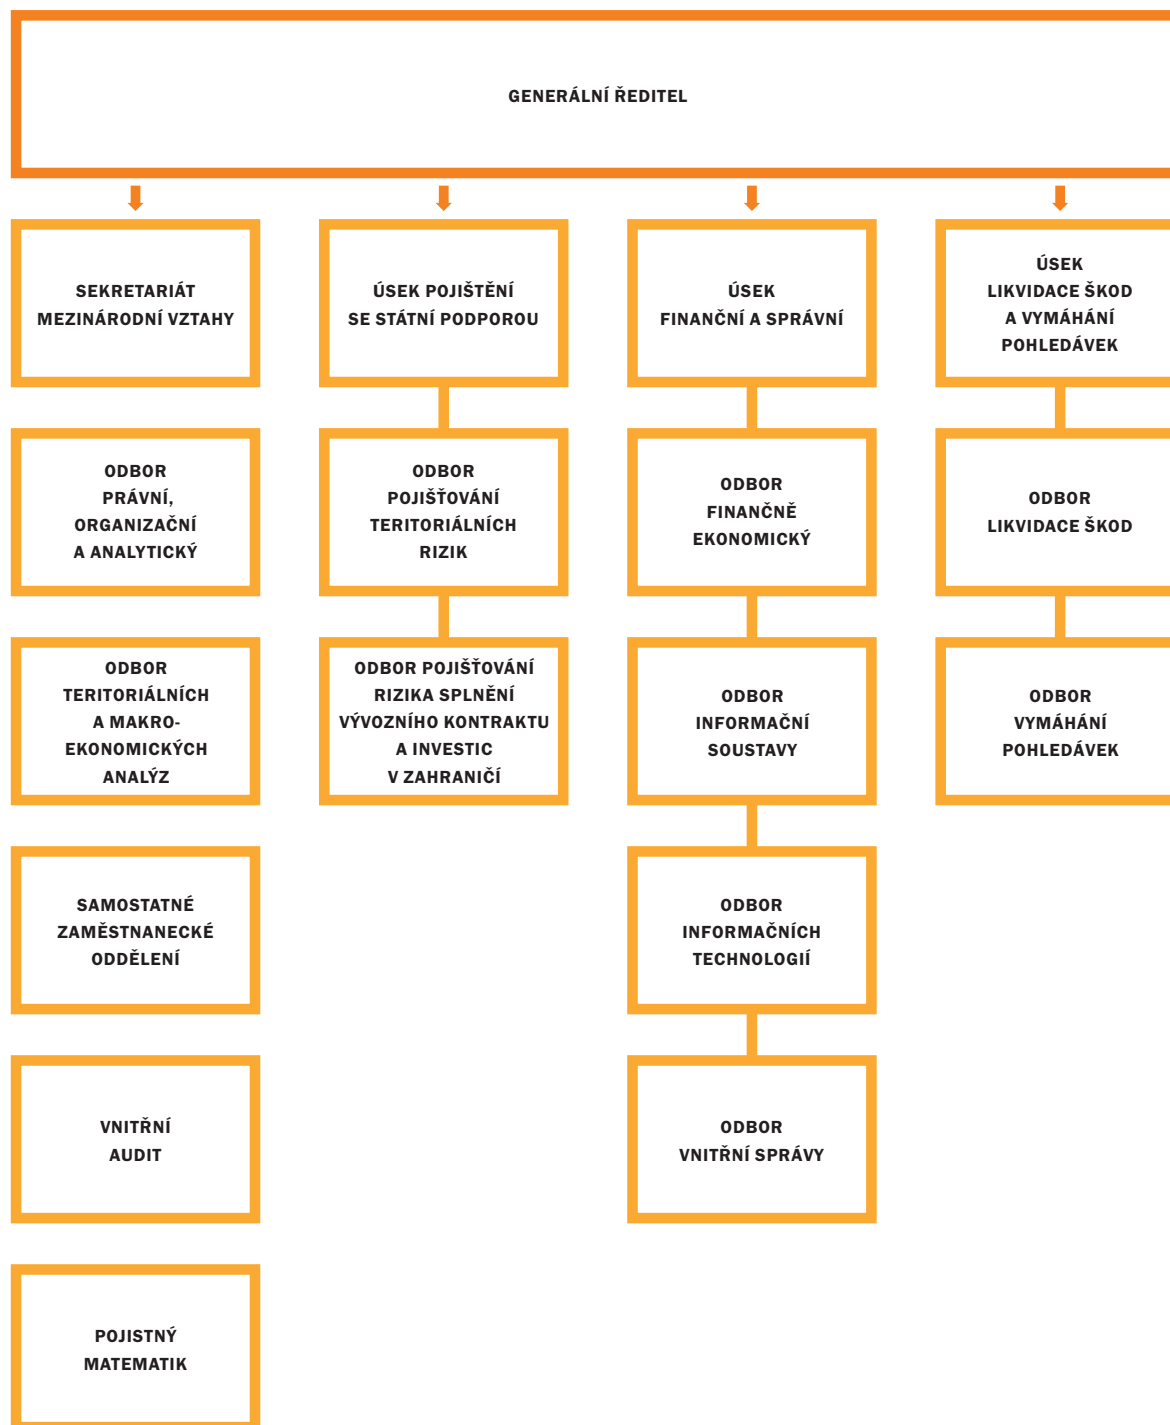 GENERÁLNÍ ŘEDITEL
SEKRETARIÁT
MEZINÁRODNÍ VZTAHY
ÚSEK POJIŠTĚNÍ
SE STÁTNÍ PODPOROU
ÚSEK
FINANČNÍ A SPRÁVNÍ
ÚSEK
LIKVIDACE ŠKOD
A VYMÁHÁNÍ
POHLEDÁVEK
ODBOR
PRÁVNÍ,
ORGANIZAČNÍ
A ANALYTICKÝ
ODBOR
POJIŠŤOVÁNÍ
TERITORIÁLNÍCH
RIZIK
ODBOR
FINANČNĚ
EKONOMICKÝ
ODBOR
LIKVIDACE ŠKOD
ODBOR
TERITORIÁLNÍCH
A MAKRO-
EKONOMICKÝCH
ANALÝZ
ODBOR POJIŠŤOVÁNÍ
RIZIKA SPLNĚNÍ
VÝVOZNÍHO KONTRAKTU
A INVESTIC
V ZAHRANIČÍ
ODBOR
INFORMAČNÍ
SOUSTAVY
ODBOR
VYMÁHÁNÍ
POHLEDÁVEK
SAMOSTATNÉ
ZAMĚSTNANECKÉ
ODDĚLENÍ
ODBOR
INFORMAČNÍCH
TECHNOLOGIÍ
VNITŘNÍ
AUDIT
ODBOR
VNITŘNÍ SPRÁVY
POJISTNÝ
MATEMATIK